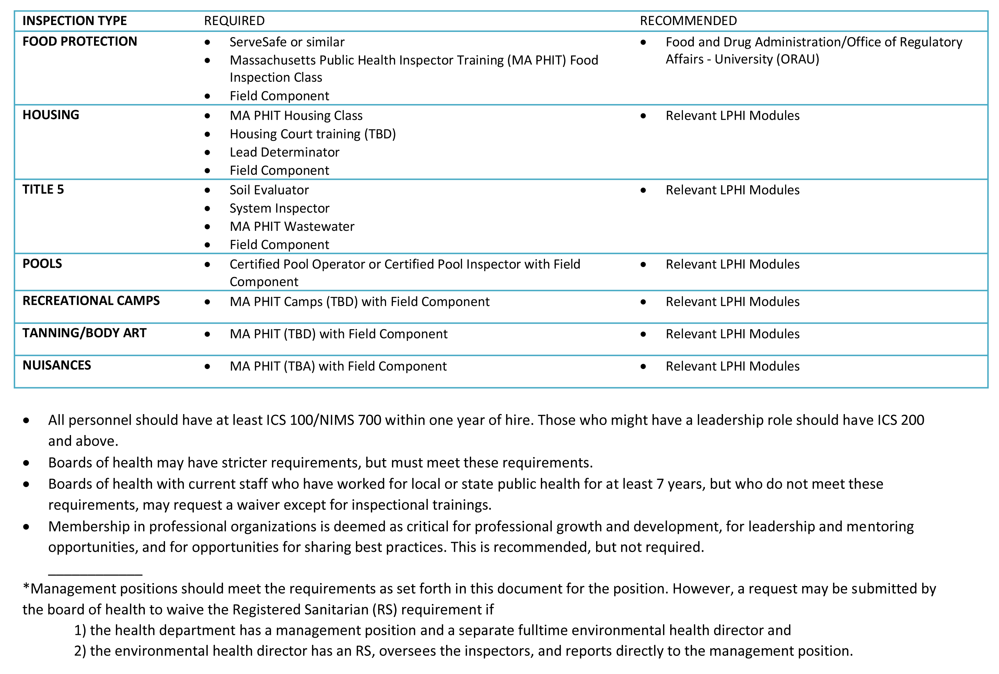 INSPECTION TYPE REQUIRED RECOMMENDED
FOOD PROTECTION
• ServeSafe or similar
• Massachusetts Public Health Inspector Training (MA PHIT) Food
Inspection Class
• Field Component
• Food and Drug Administration/Office of Regulatory
Affairs - University (ORAU)
HOUSING
• MA PHIT Housing Class
• Housing Court training (TBD)
• Lead Determinator
• Field Component
• Relevant LPHI Modules
TITLE 5
• Soil Evaluator
• System Inspector
• MA PHIT Wastewater
• Field Component
• Relevant LPHI Modules
POOLS
• Certified Pool Operator or Certified Pool Inspector with Field
Component
• Relevant LPHI Modules
RECREATIONAL CAMPS
• MA PHIT Camps (TBD) with Field Component
• Relevant LPHI Modules
TANNING/BODY ART
• MA PHIT (TBD) with Field Component
• Relevant LPHI Modules
NUISANCES
• MA PHIT (TBA) with Field Component
• Relevant LPHI Modules
• All personnel should have at least ICS 100/NIMS 700 within one year of hire. Those who might have a leadership role should have ICS 200
and above.
• Boards of health may have stricter requirements, but must meet these requirements.
• Boards of health with current staff who have worked for local or state public health for at least 7 years, but who do not meet these
requirements, may request a waiver except for inspectional trainings.
• Membership in professional organizations is deemed as critical for professional growth and development, for leadership and mentoring
opportunities, and for opportunities for sharing best practices. This is recommended, but not required.
_____________
*Management positions should meet the requirements as set forth in this document for the position. However, a request may be submitted by
the board of health to waive the Registered Sanitarian (RS) requirement if
1) the health department has a management position and a separate fulltime environmental health director and
2) the environmental health director has an RS, oversees the inspectors, and reports directly to the management position.